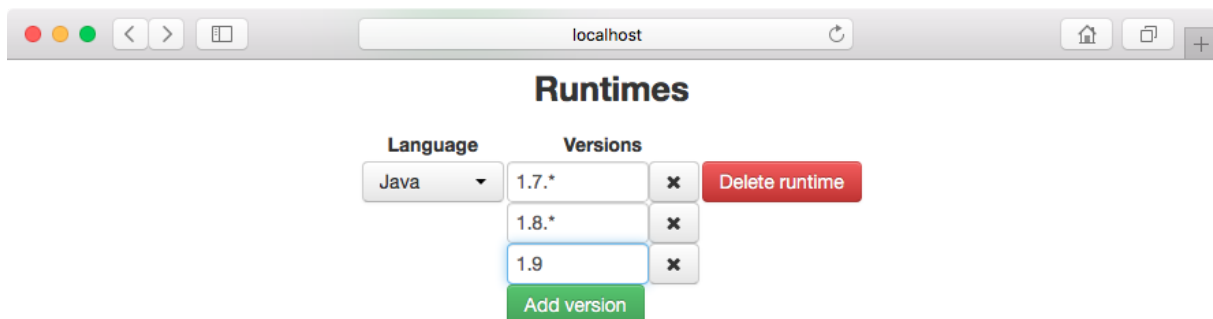 localhost
Runtimes
Language Versions
Java 1.7.* Delete runtime
1.8.*
1.9
Add version